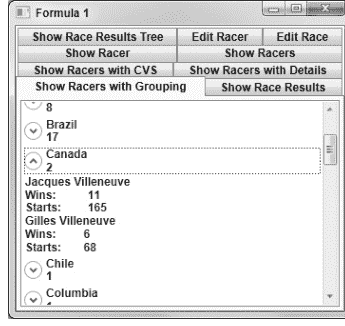 Formula 1
Show Race Results Tree Edit Racer Edit Race
Show Racer Show Racers
Show Racers with CVS Show Racers with Details
Show Racers with Grouping Show Race Results
8
Brazil
17
Canada
2
Jacques Villeneuve
Wins: 11
Starts: 165
Gilles Villeneuve
Wins: 6
Starts: 68
Chile
1
Columbia